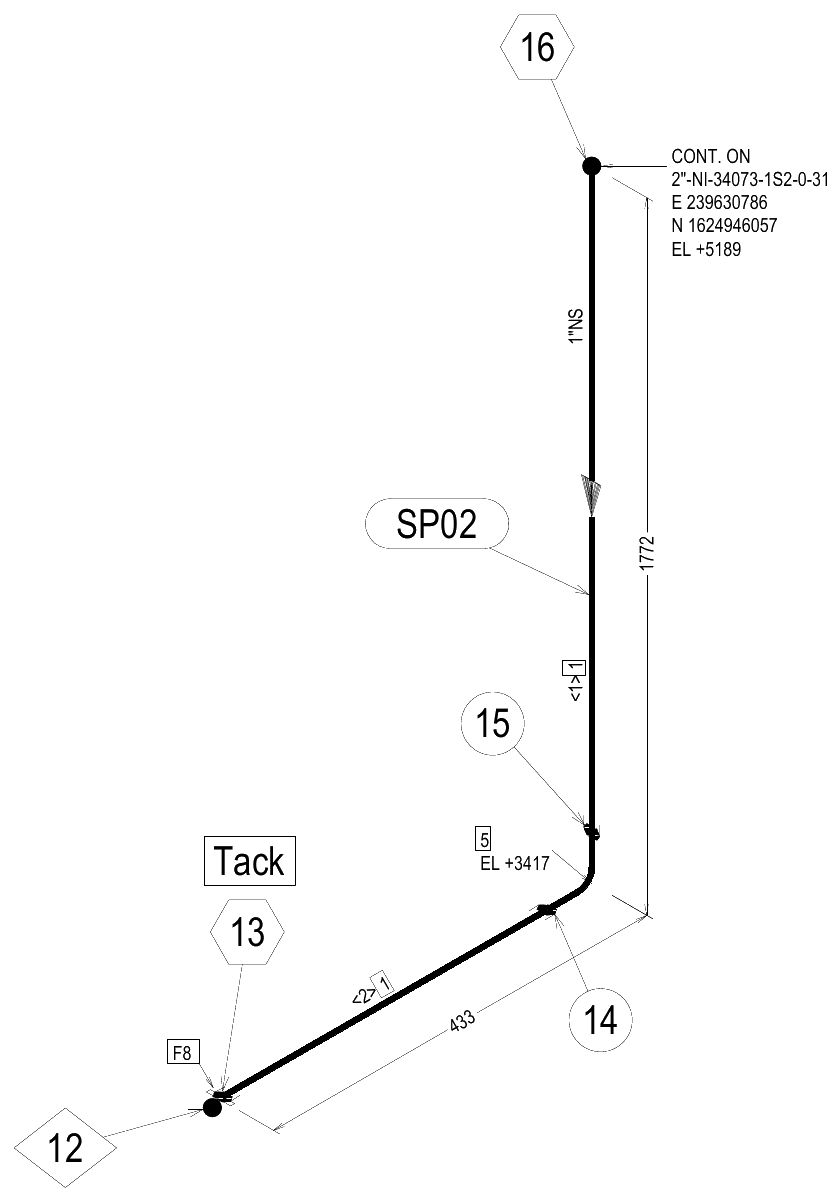 16
CONT. ON
2"-NI-34073-1S2-0-31
E 239630786
N 1624946057
EL +5189
1"NS
SP02
1772
<1> 1
15
5
EL +3417
Tack
13
<2> 1
433
14
F8
12